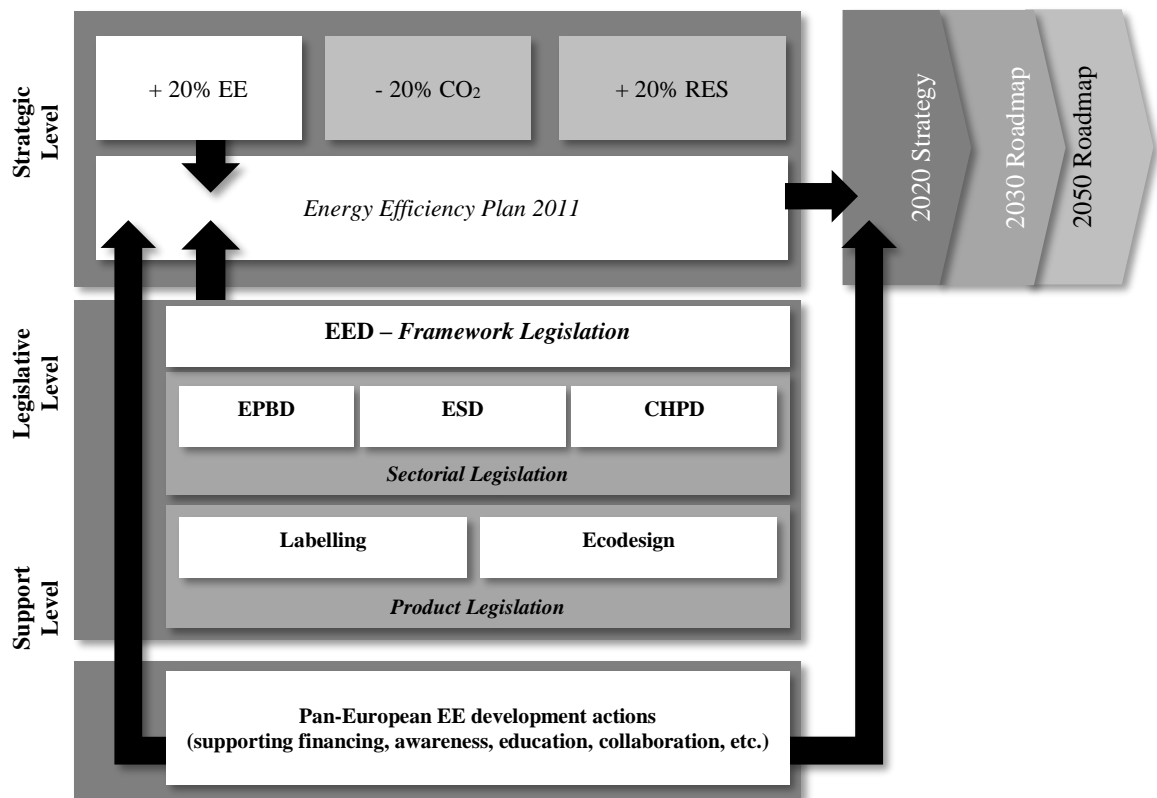 Strategic
Level
+ 20% EE
- 20% CO₂
+ 20% RES
Energy Efficiency Plan 2011
2020 Strategy
2030 Roadmap
2050 Roadmap
Legislative
Level
EED – Framework Legislation
EPBD
ESD
CHPD
Sectorial Legislation
Labelling
Ecodesign
Product Legislation
Support
Level
Pan-European EE development actions
(supporting financing, awareness, education, collaboration, etc.)